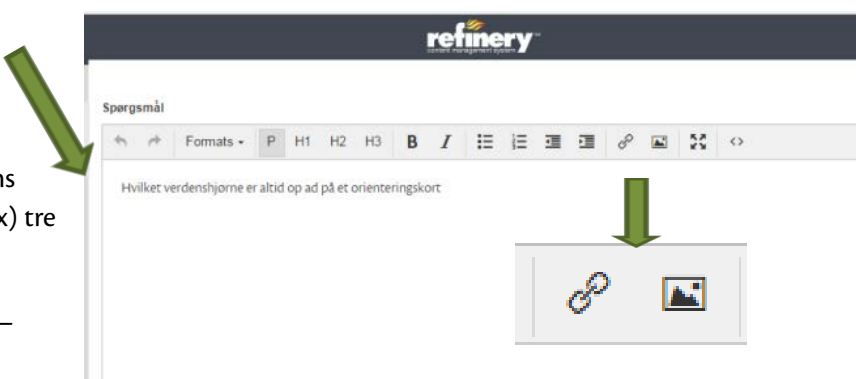 refinery
content management system
Spørgsmål
Formats P H1 H2 H3 B I
Hvilket verdenshjørne er altid op ad på et orienteringskort
ns
x) tre
–